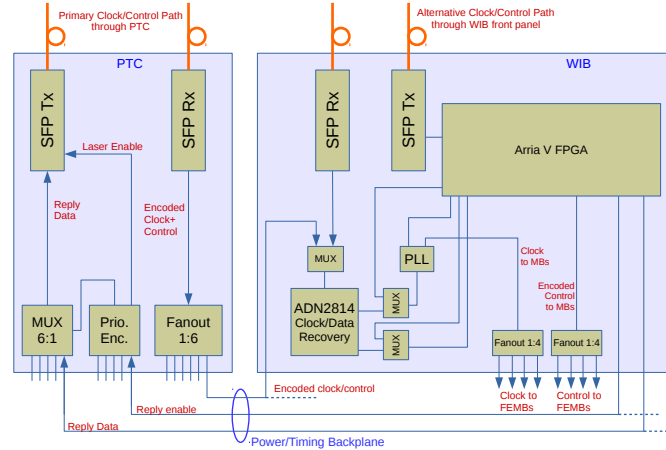 Primary Clock/Control Path
through PTC
Alternative Clock/Control Path
through WIB front panel
PTC
WIB
SFP Tx
SFP Rx
SFP Rx
SFP Tx
Arria V FPGA
Laser Enable
Reply
Data
Encoded
Clock+
Control
MUX
PLL
Clock
to MBs
ADN2814
Clock/Data
Recovery
MUX
MUX
Encoded
Control
to MBs
MUX
6:1
Prio.
Enc.
Fanout
1:6
Fanout 1:4
Fanout 1:4
Encoded clock/control
Clock to
FEMBs
Control to
FEMBs
Reply enable
Reply Data
Power/Timing Backplane